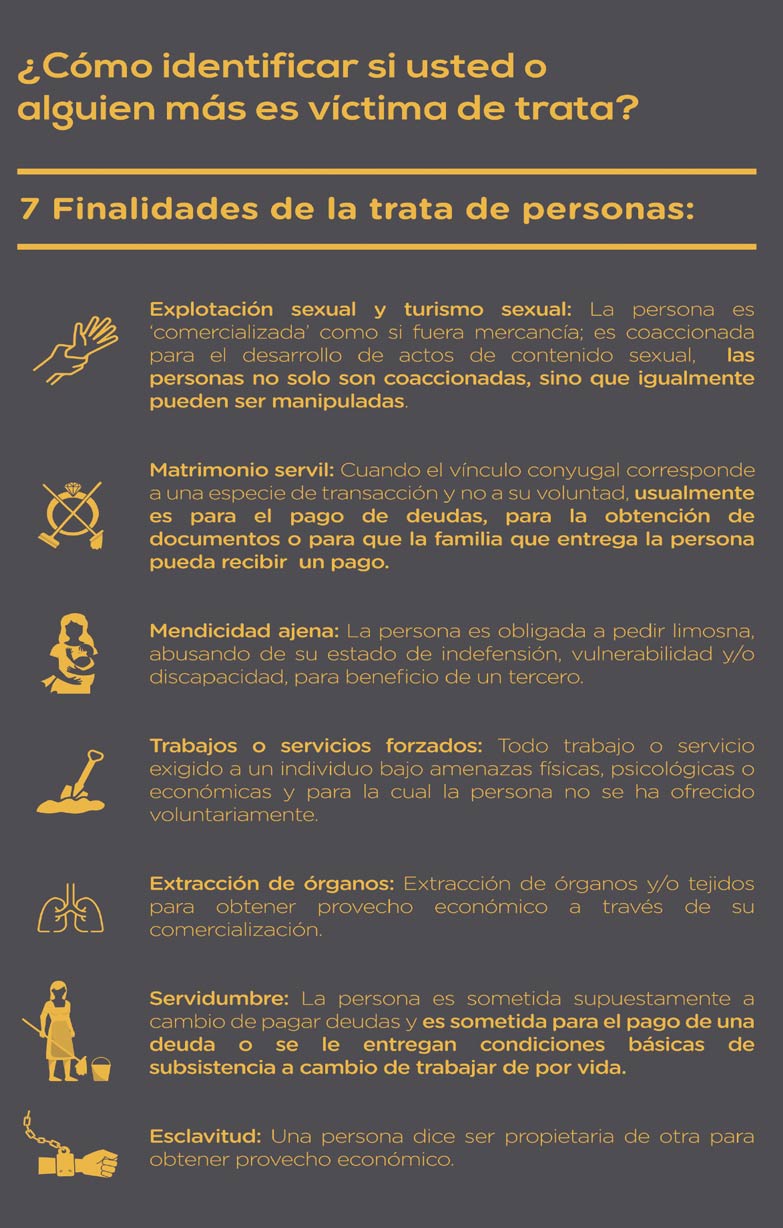 ¿Cómo identificar si usted o
alguien más es víctima de trata?
7 Finalidades de la trata de personas:
Explotación sexual y turismo sexual: La persona es
‘comercializada’ como si fuera mercancía; es coaccionada
para el desarrollo de actos de contenido sexual, las
personas no solo son coaccionadas, sino que igualmente
pueden ser manipuladas.
Matrimonio servil: Cuando el vínculo conyugal corresponde
a una especie de transacción y no a su voluntad, usualmente
es para el pago de deudas, para la obtención de
documentos o para que la familia que entrega la persona
pueda recibir un pago.
Mendicidad ajena: La persona es obligada a pedir limosna,
abusando de su estado de indefensión, vulnerabilidad y/o
discapacidad, para beneficio de un tercero.
Trabajos o servicios forzados: Todo trabajo o servicio
exigido a un individuo bajo amenazas físicas, psicológicas o
económicas y para la cual la persona no se ha ofrecido
voluntariamente.
Extracción de órganos: Extracción de órganos y/o tejidos
para obtener provecho económico a través de su
comercialización.
Servidumbre: La persona es sometida supuestamente a
cambio de pagar deudas y es sometida para el pago de una
deuda o se le entregan condiciones básicas de
subsistencia a cambio de trabajar de por vida.
Esclavitud: Una persona dice ser propietaria de otra para
obtener provecho económico.